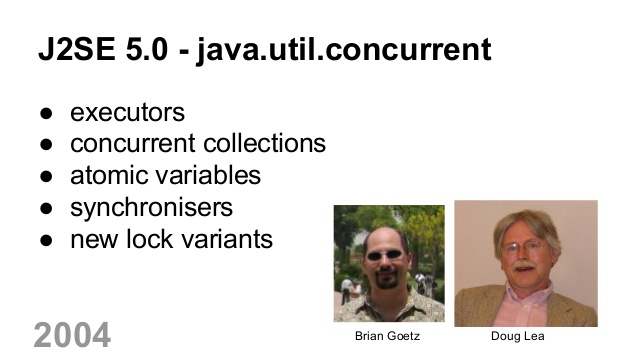 J2SE 5.0 - java.util.concurrent
● executors
● concurrent collections
● atomic variables
● synchronisers
● new lock variants
Brian Goetz
Doug Lea
2004